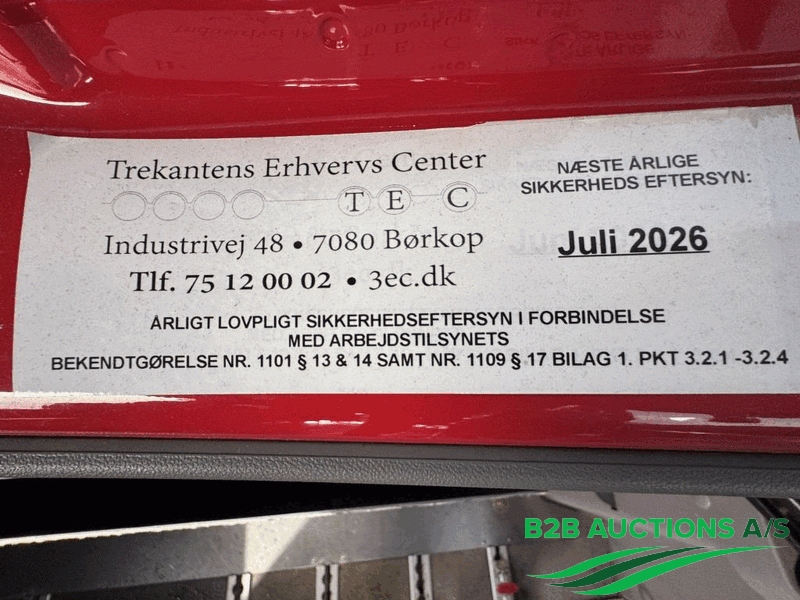 Trekantens Erhvervs Center
T E C
Industrivej 48 • 7080 Børkop
Tlf. 75 12 00 02 • 3ec.dk
NÆSTE ÅRLIGE
SIKKERHEDS EFTERSYN:
Juli 2026
ÅRLIGT LOVPLIGT SIKKERHEDSEFTERSYN I FORBINDELSE
MED ARBEJDSTILSYNETS
BEKENDTGØRELSE NR. 1101 § 13 & 14 SAMT NR. 1109 § 17 BILAG 1. PKT 3.2.1 -3.2.4
B2B AUCTIONS A/S